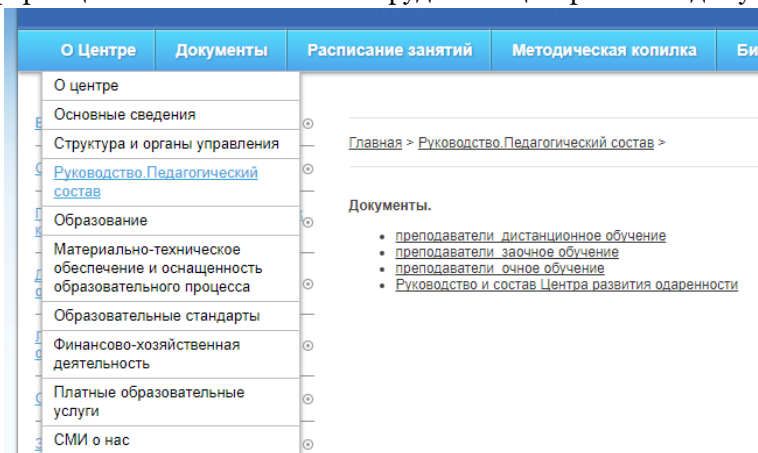 О Центре
Документы
Расписание занятий
Методическая копилка
О центре
Основные сведения
Структура и органы управления
Руководство.Педагогический
состав
Образование
Материально-техническое
обеспечение и оснащенность
образовательного процесса
Образовательные стандарты
Финансово-хозяйственная
деятельность
Платные образовательные
услуги
СМИ о нас
Главная > Руководство.Педагогический состав >
Документы.
преподаватели дистанционное обучение
преподаватели заочное обучение
преподаватели очное обучение
Руководство и состав Центра развития одаренности